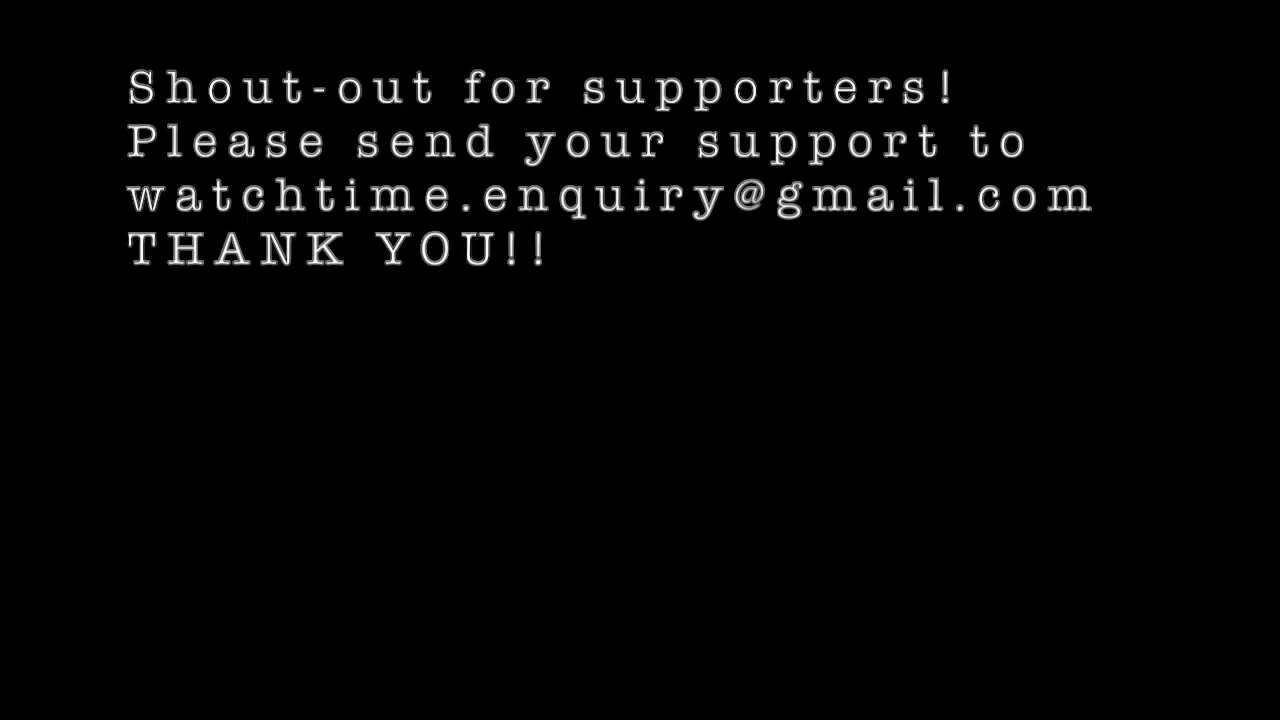 Shout-out for supporters!
Please send your support to
watchtime.enquiry@gmail.com
THANK YOU!!